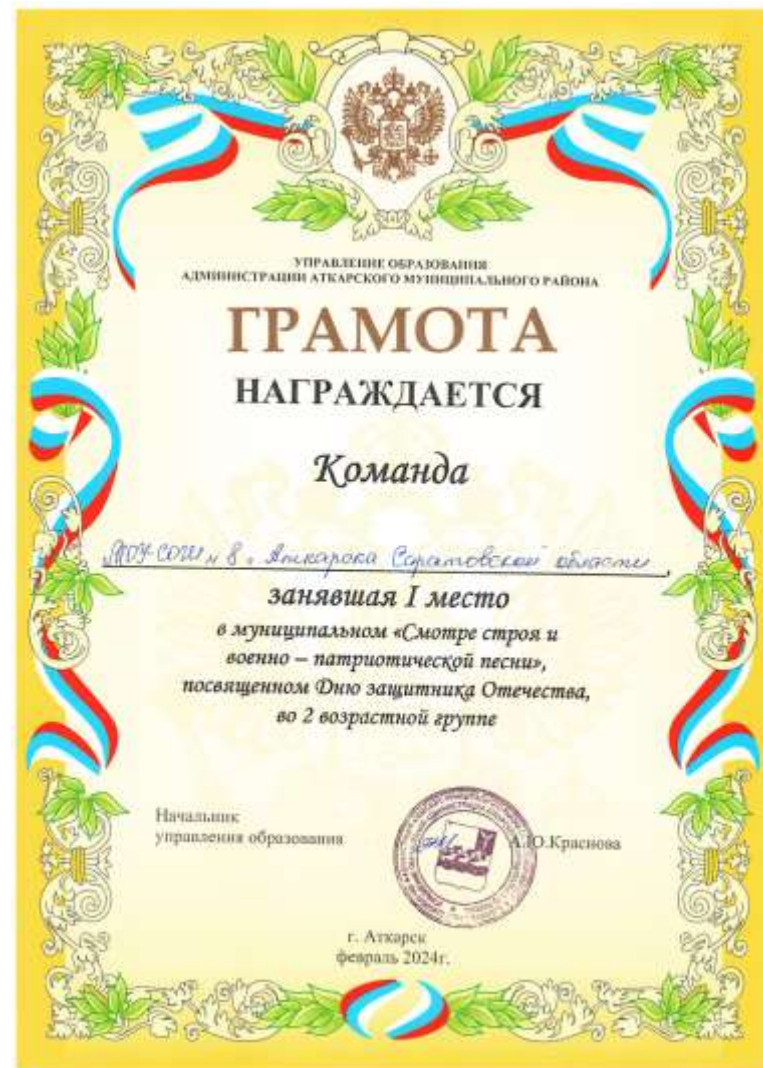 УПРАВЛЕНИЕ ОБРАЗОВАНИЯ
АДМИНИСТРАЦИИ АТКАРСКОГО МУНИЦИПАЛЬНОГО РАЙОНА
ГРАМОТА
НАГРАЖДАЕТСЯ
Команда
МОУ-СОШ N 8 г. Аткарска Саратовской области,
занявшая I место
в муниципальном «Смотре строя и
военно – патриотической песни»,
посвященном Дню защитника Отечества,
во 2 возрастной группе
Начальник
управления образования
А.Ю.Краснова
г. Аткарск
февраль 2024г.